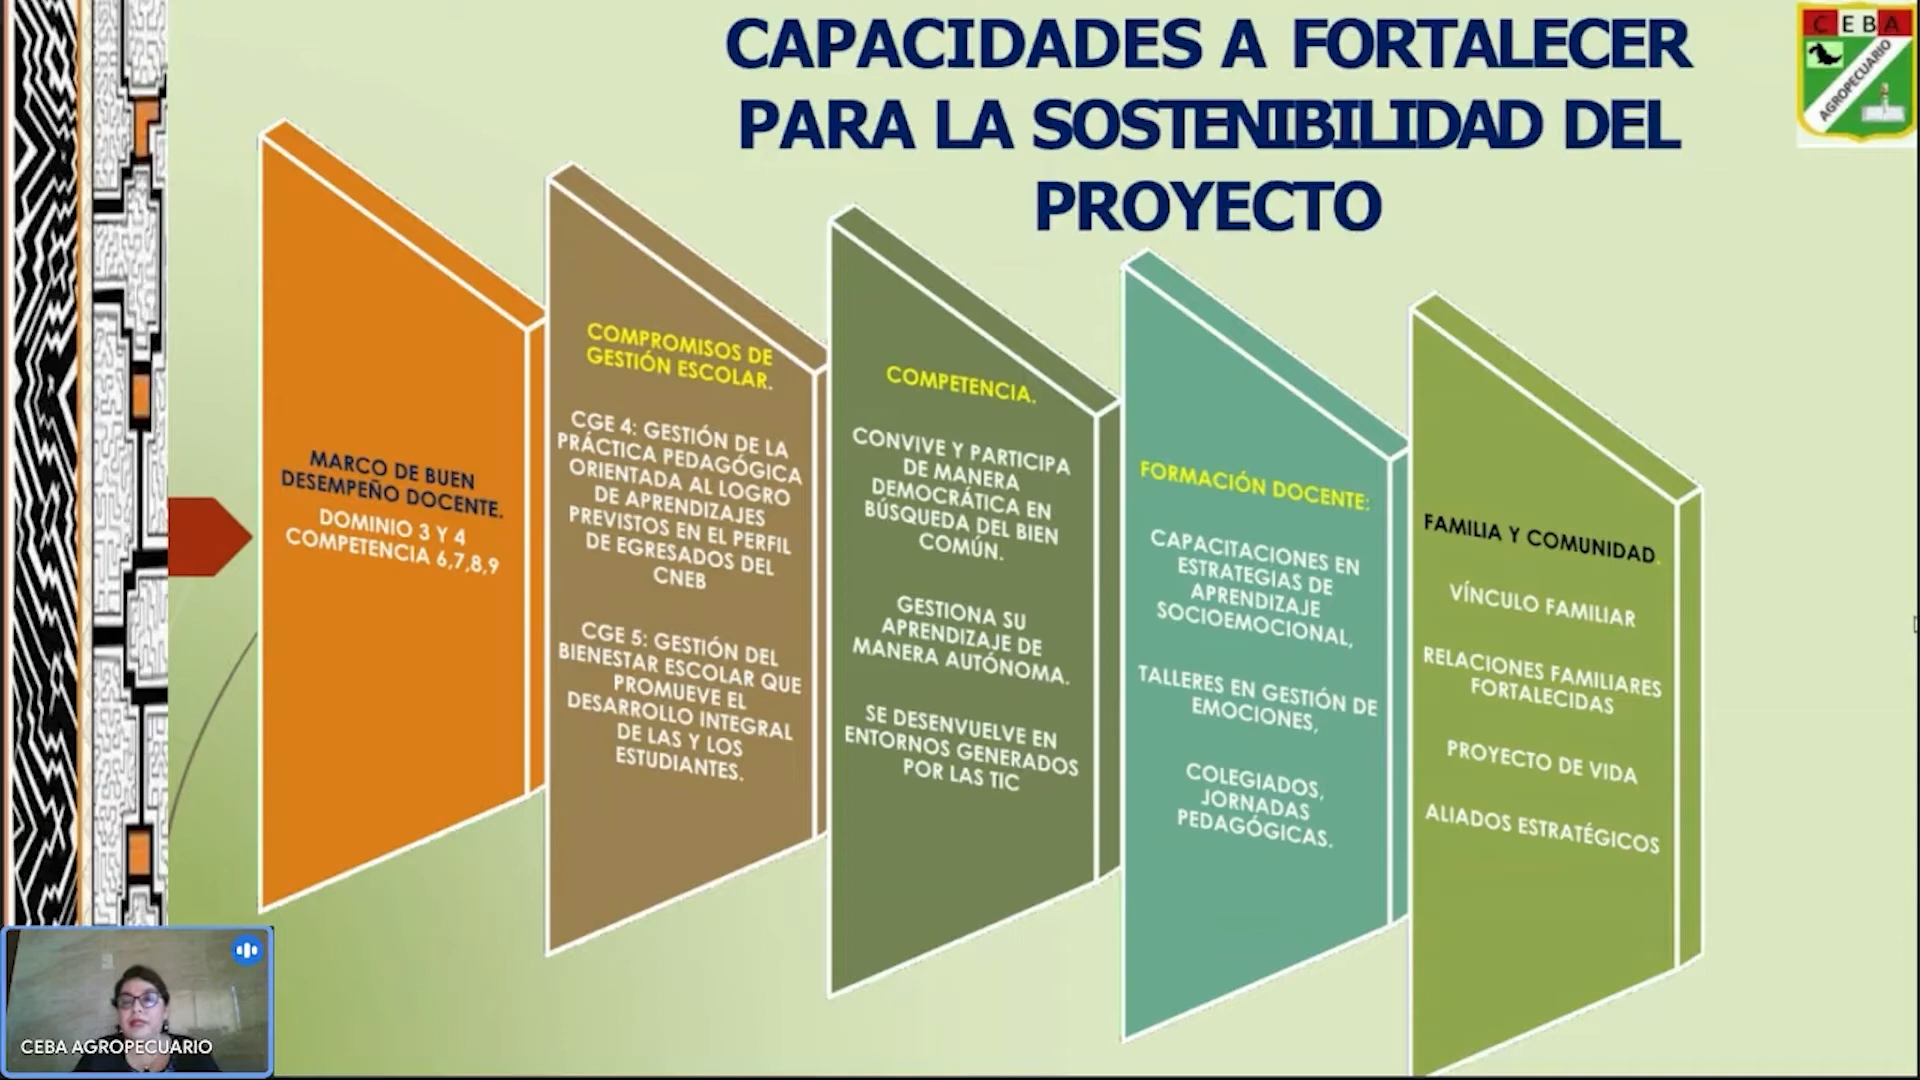 CAPACIDADES A FORTALECER
PARA LA SOSTENIBILIDAD DEL
PROYECTO
CEBA
AGROPECUARIO
MARCO DE BUEN
DESEMPEÑO DOCENTE.
DOMINIO 3 Y 4
COMPETENCIA 6,7,8,9
COMPROMISOS DE
GESTIÓN ESCOLAR.
CGE 4: GESTIÓN DE LA
PRÁCTICA PEDAGÓGICA
ORIENTADA AL LOGRO
DE APRENDIZAJES
PREVISTOS EN EL PERFIL
DE EGRESADOS DEL
CNEB
CGE 5: GESTIÓN DEL
BIENESTAR ESCOLAR QUE
PROMUEVE EL
DESARROLLO INTEGRAL
DE LAS Y LOS
ESTUDIANTES.
COMPETENCIA.
CONVIVE Y PARTICIPA
DE MANERA
DEMOCRÁTICA EN
BÚSQUEDA DEL BIEN
COMÚN.
GESTIONA SU
APRENDIZAJE DE
MANERA AUTÓNOMA.
SE DESENVUELVE EN
ENTORNOS GENERADOS
POR LAS TIC
FORMACIÓN DOCENTE:
CAPACITACIONES EN
ESTRATEGIAS DE
APRENDIZAJE
SOCIOEMOCIONAL,
TALLERES EN GESTIÓN DE
EMOCIONES,
COLEGIADOS,
JORNADAS
PEDAGÓGICAS.
FAMILIA Y COMUNIDAD.
VÍNCULO FAMILIAR
RELACIONES FAMILIARES
FORTALECIDAS
PROYECTO DE VIDA
ALIADOS ESTRATÉGICOS
CEBA AGROPECUARIO